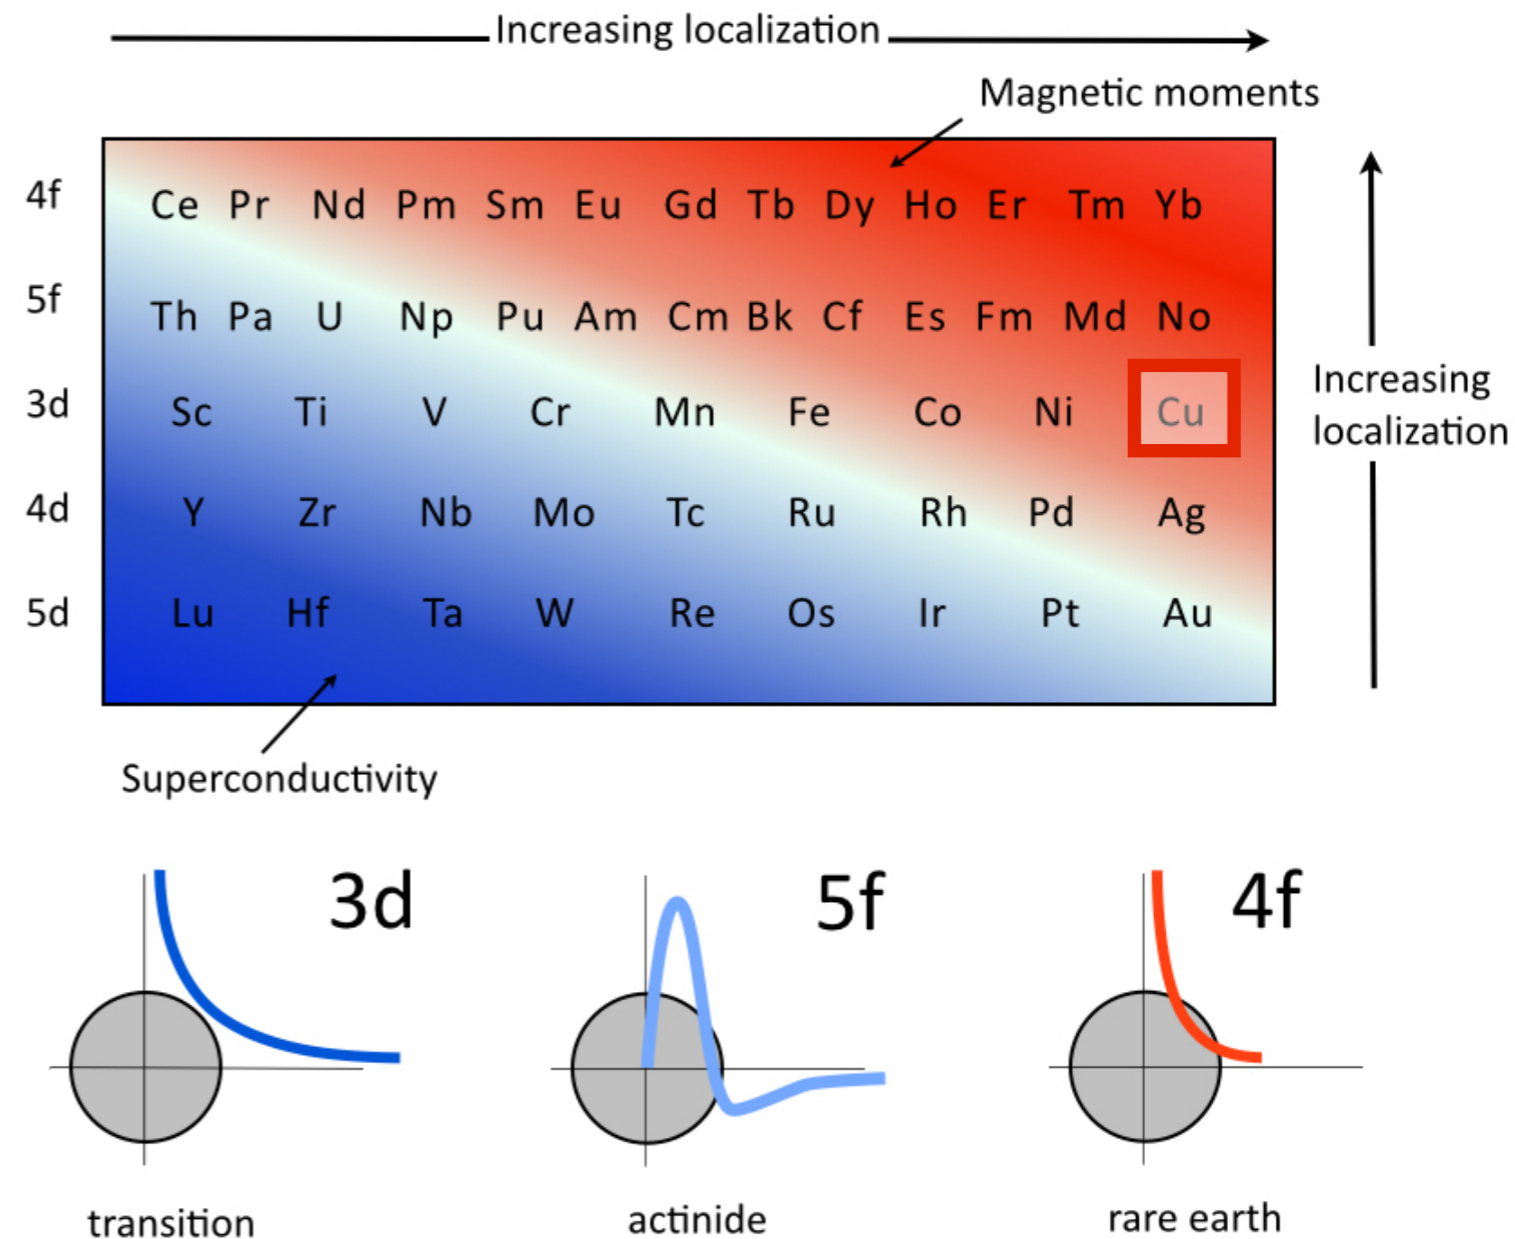 Increasing localization
Magnetic moments
4f Ce Pr Nd Pm Sm Eu Gd Tb Dy Ho Er Tm Yb
5f Th Pa U Np Pu Am Cm Bk Cf Es Fm Md No
Increasing
localization
3d Sc Ti V Cr Mn Fe Co Ni Cu
4d Y Zr Nb Mo Tc Ru Rh Pd Ag
5d Lu Hf Ta W Re Os Ir Pt Au
Superconductivity
3d 5f 4f
transition actinide rare earth